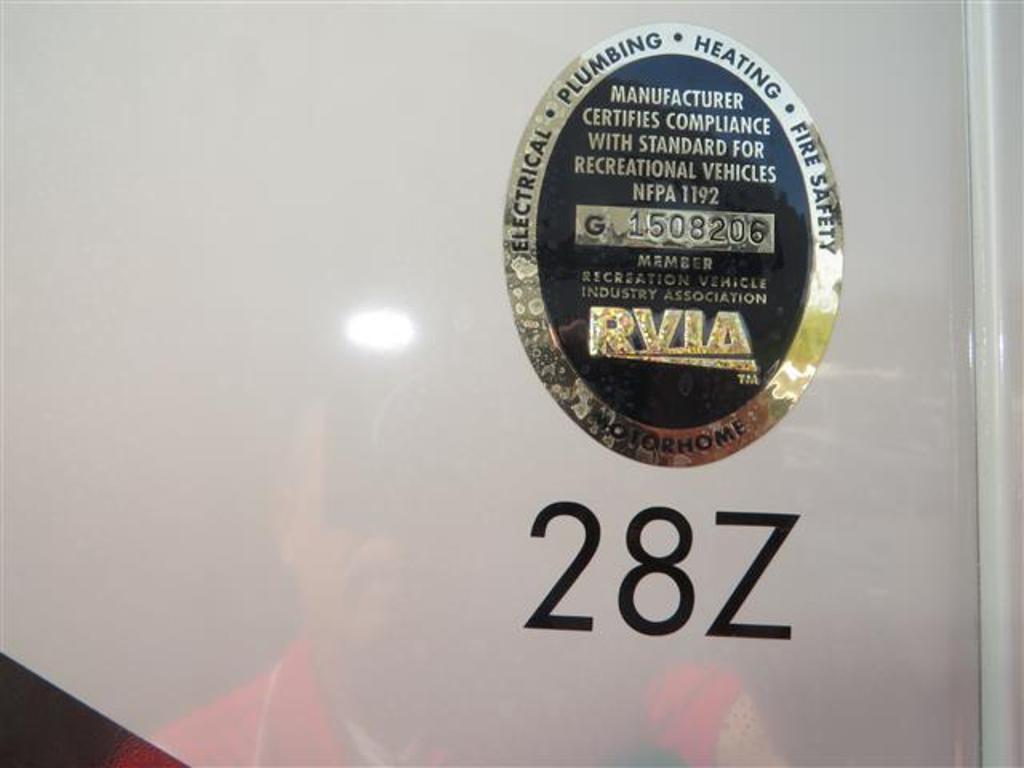 ELECTRICAL • PLUMBING • HEATING • FIRE SAFETY
MANUFACTURER
CERTIFIES COMPLIANCE
WITH STANDARD FOR
RECREATIONAL VEHICLES
NFPA 1192
G 1508206
MEMBER
RECREATION VEHICLE
INDUSTRY ASSOCIATION
RVIA
TM
MOTORHOME
28Z